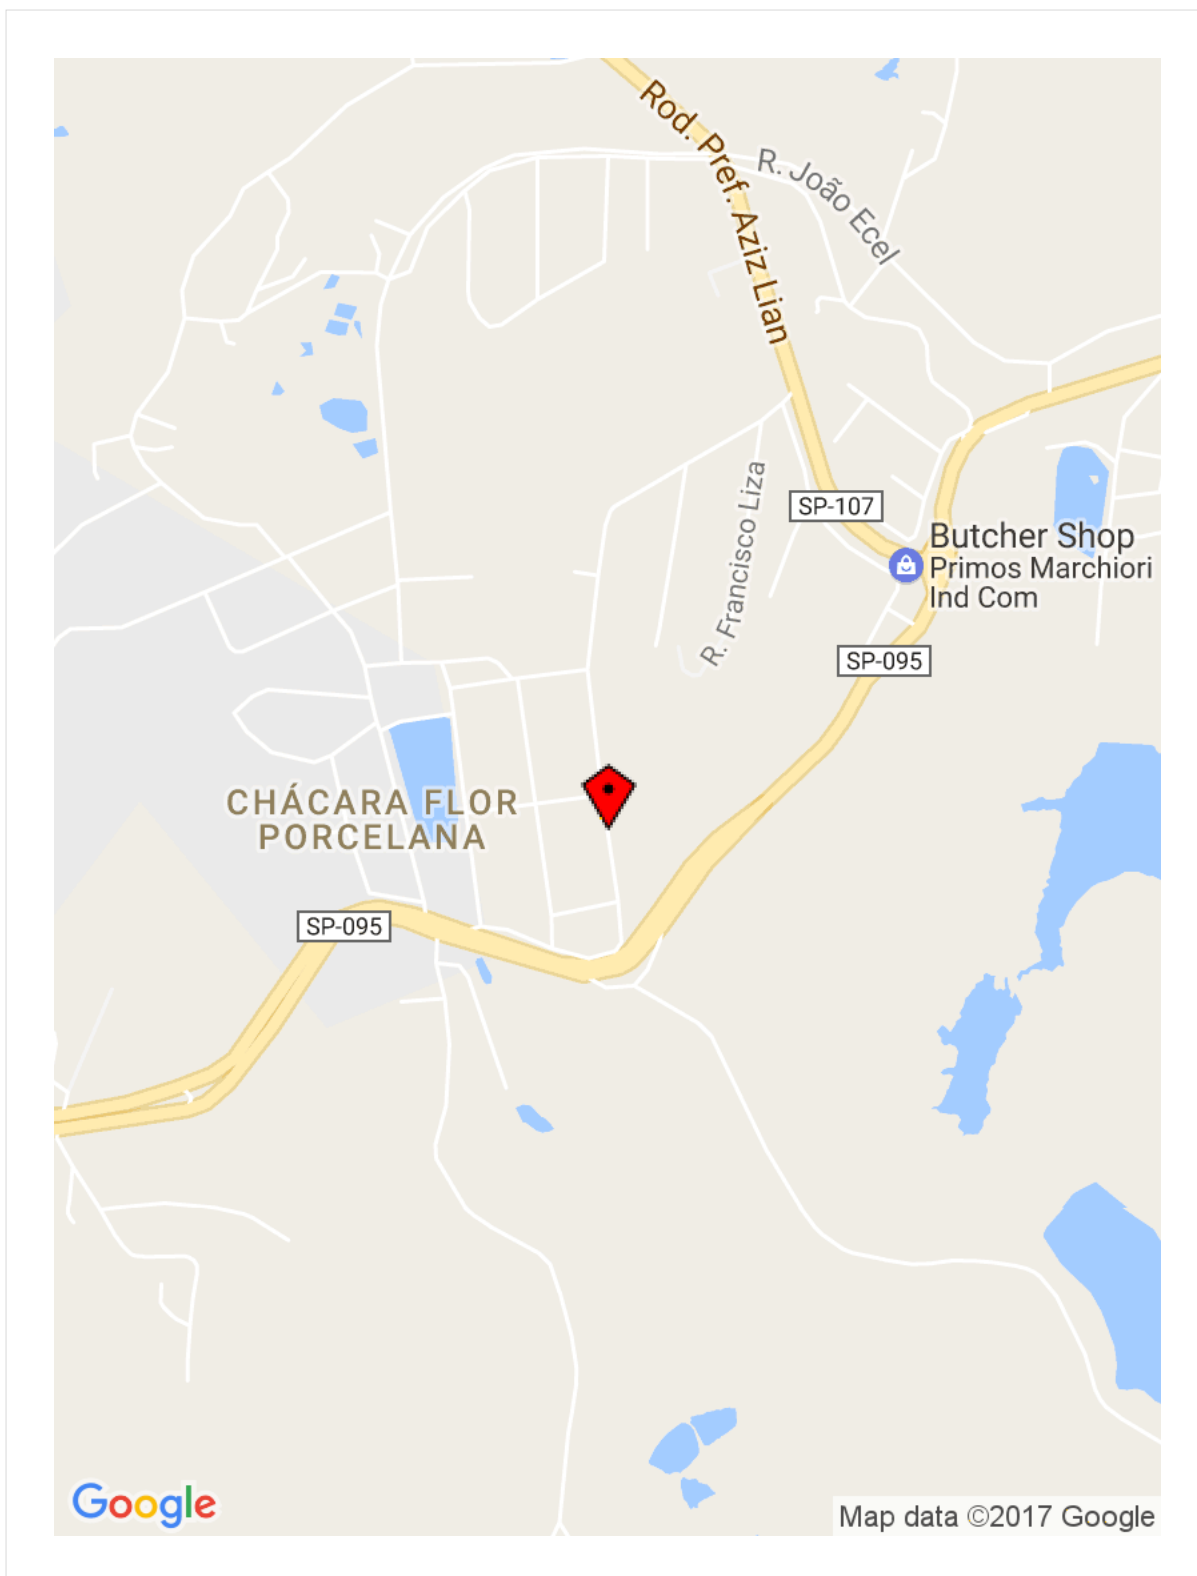 Rod. Pref. Aziz Lian
R. João Ecel
R. Francisco Liza
SP-107
Butcher Shop
Primos Marchiori
Ind Com
SP-095
CHÁCARA FLOR
PORCELANA
SP-095
Google
Map data ©2017 Google